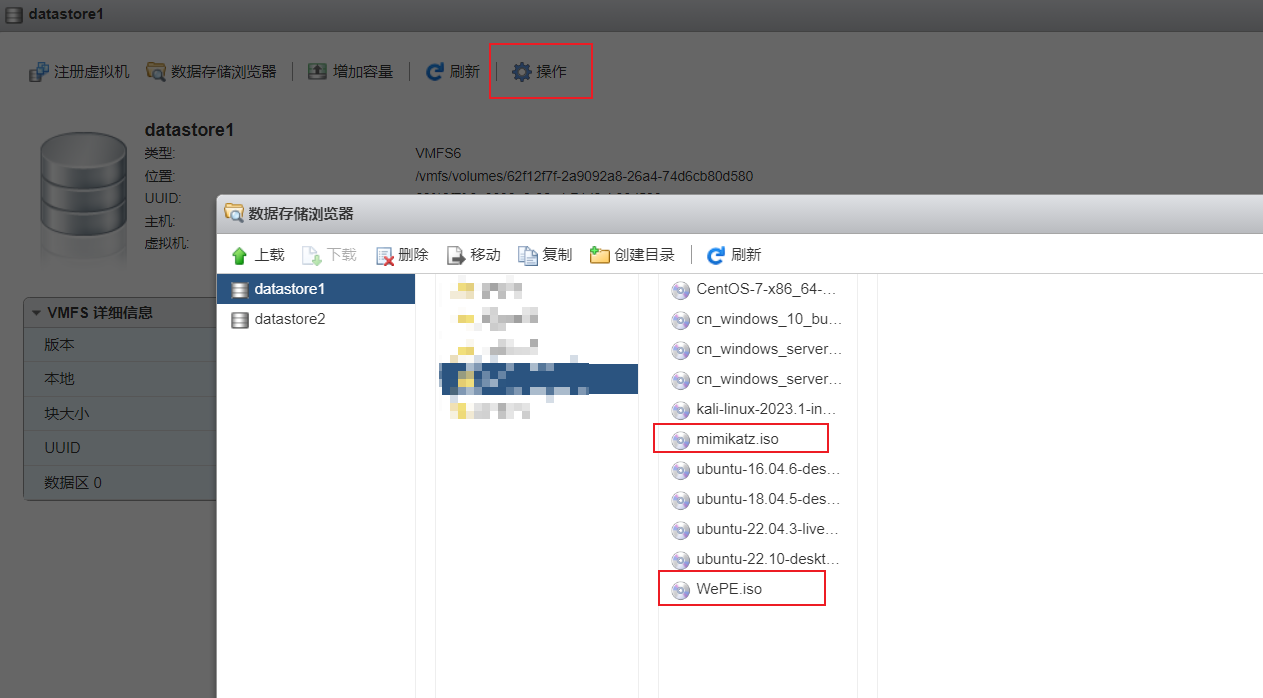 datastore1
注册虚拟机 数据存储浏览器 增加容量 刷新 操作
datastore1
类型: VMFS6
位置: /vmfs/volumes/62f12f7f-2a9092a8-26a4-74d6cb80d580
UUID:
主机:
虚拟机:
VMFS 详细信息
版本
本地
块大小
UUID
数据区 0
数据存储浏览器
上载 下载 删除 移动 复制 创建目录 刷新
datastore1
datastore2
CentOS-7-x86_64-...
cn_windows_10_bu...
cn_windows_server...
cn_windows_server...
kali-linux-2023.1-in...
mimikatz.iso
ubuntu-16.04.6-des...
ubuntu-18.04.5-des...
ubuntu-22.04.3-live...
ubuntu-22.10-deskt...
WePE.iso